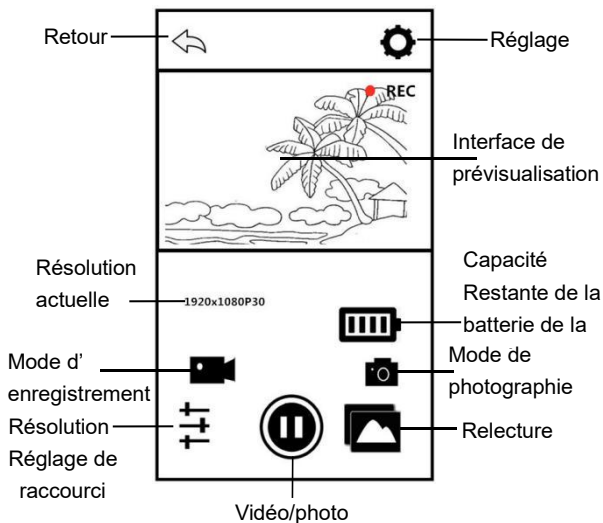 Retour
Réglage
REC
Interface de
prévisualisation
Résolution
actuelle
1920x1080P30
Capacité
Restante de la
batterie de la
Mode d'
enregistrement
Mode de
photographie
Résolution
Réglage de
raccourci
Relecture
Vidéo/photo